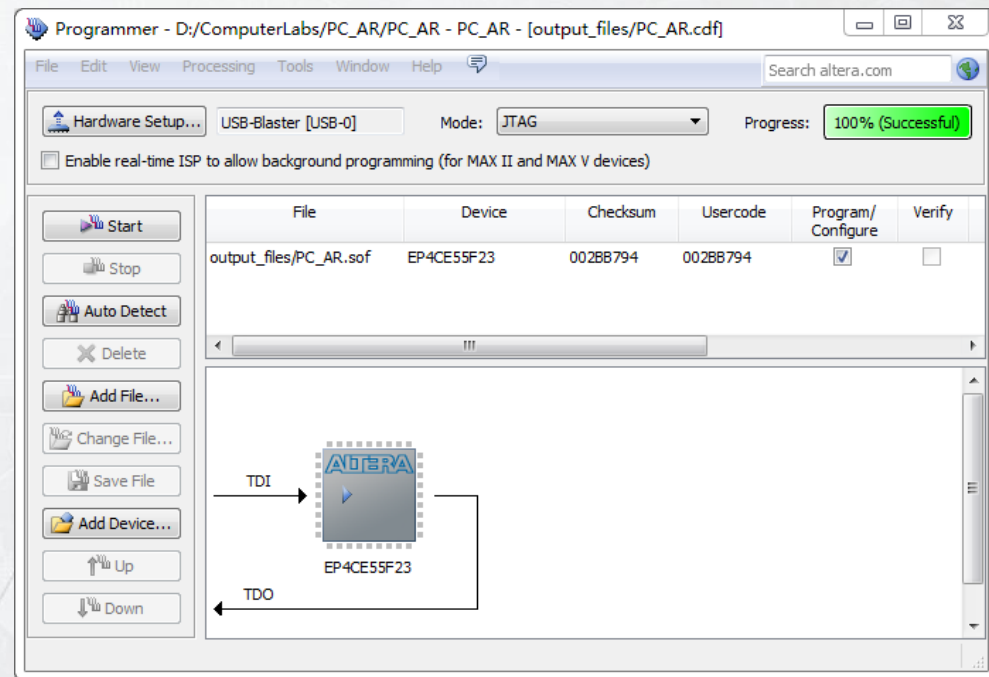 Programmer - D:/ComputerLabs/PC_AR/PC_AR - PC_AR - [output_files/PC_AR.cdf]
File Edit View Processing Tools Window Help
Search altera.com
Hardware Setup... USB-Blaster [USB-0] Mode: JTAG Progress: 100% (Successful)
Enable real-time ISP to allow background programming (for MAX II and MAX V devices)
Start
Stop
Auto Detect
Delete
Add File...
Change File...
Save File
Add Device...
Up
Down
File Device Checksum Usercode Program/ Verify
Configure
output_files/PC_AR.sof EP4CE55F23 002BB794 002BB794
ALTERA
TDI
EP4CE55F23
TDO